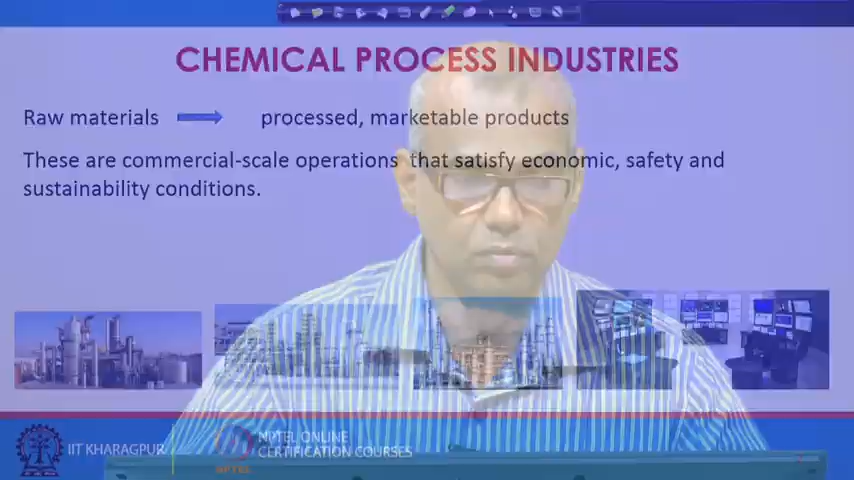 CHEMICAL PROCESS INDUSTRIES
Raw materials processed, marketable products
These are commercial-scale operations that satisfy economic, safety and
sustainability conditions.
IIT KHARAGPUR
NPTEL
NPTEL ONLINE
CERTIFICATION COURSES